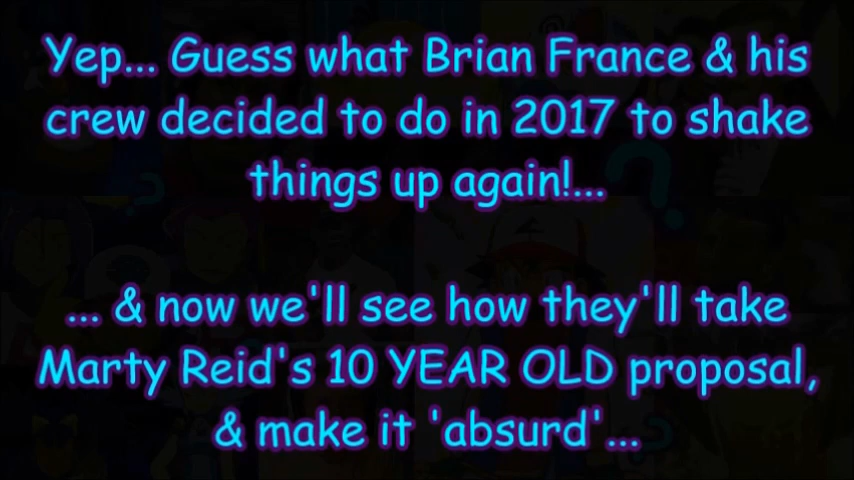 Yep... Guess what Brian France & his
crew decided to do in 2017 to shake
things up again!...
... & now we'll see how they'll take
Marty Reid's 10 YEAR OLD proposal,
& make it 'absurd'...